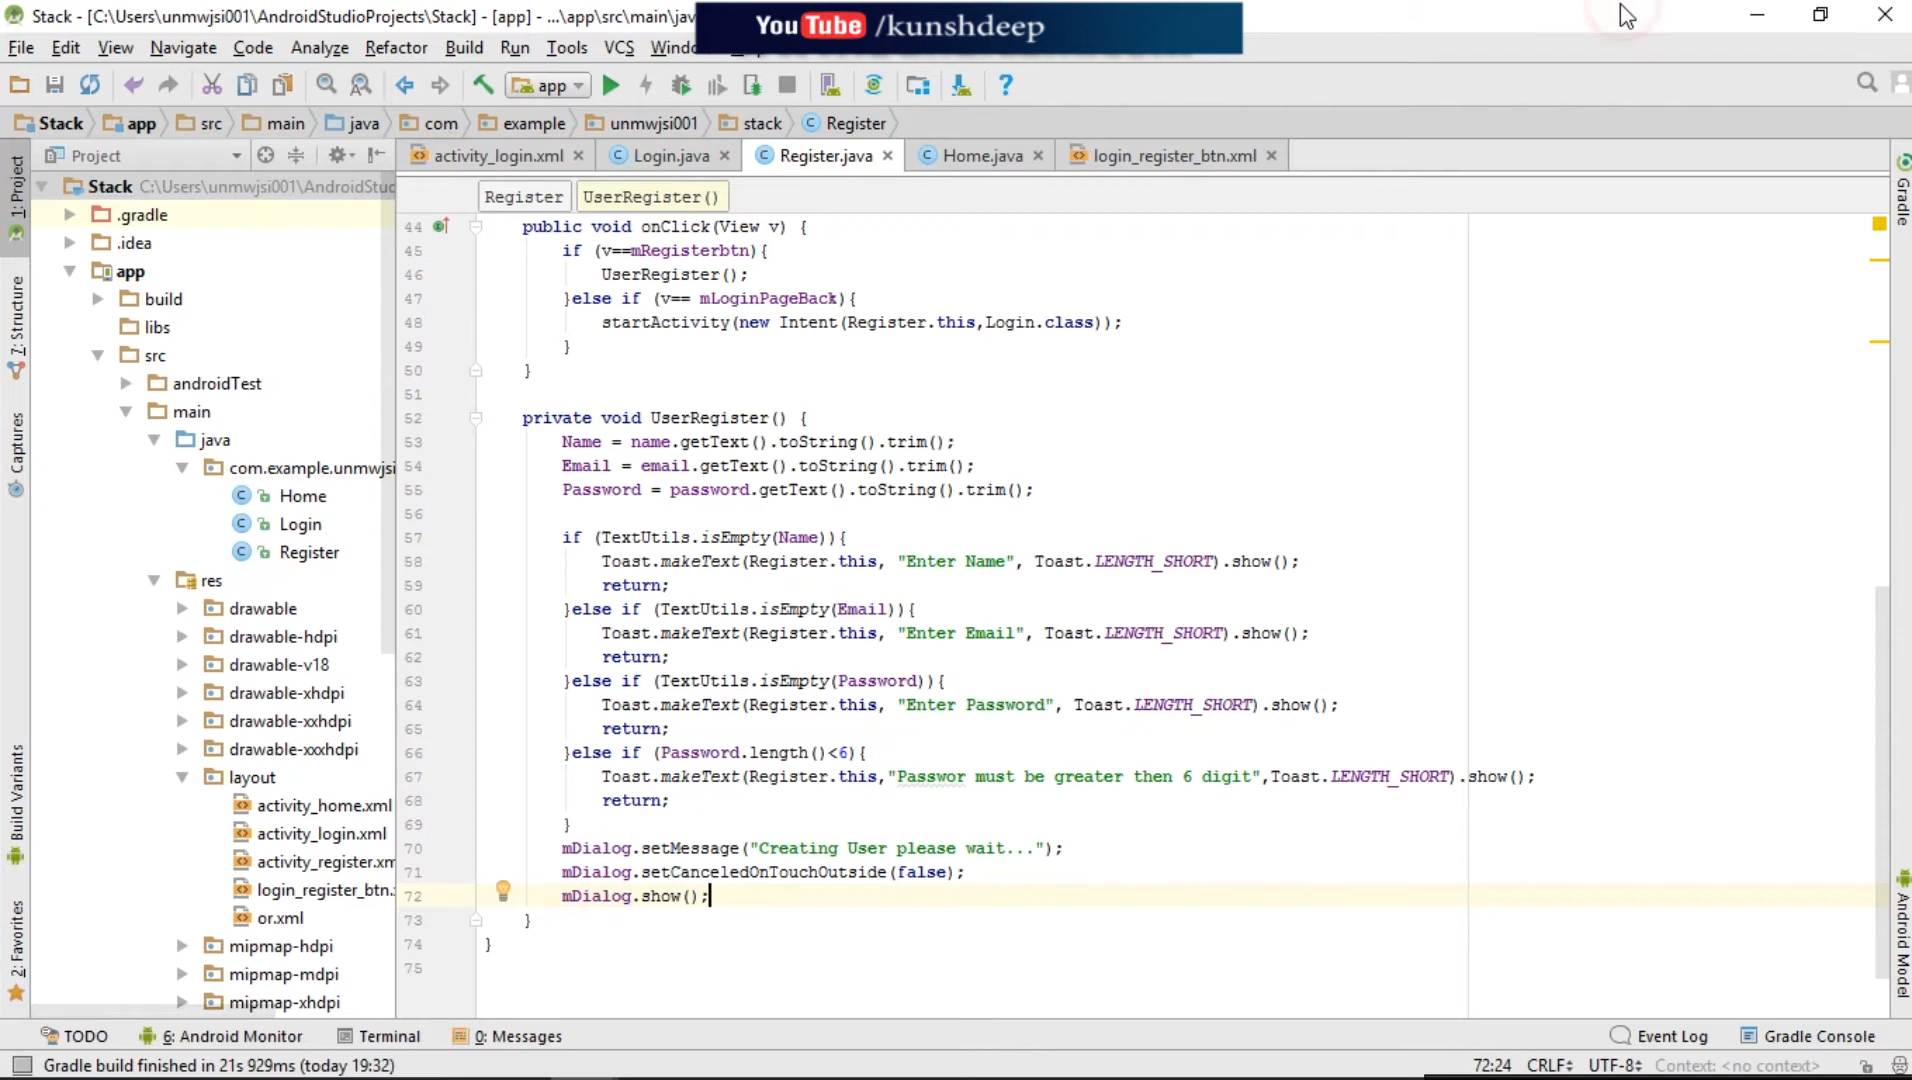 Stack - [C:\Users\unmwjsi001\AndroidStudioProjects\Stack] - [app] - ...\app\src\main\jav
YouTube /kunshdeep
File Edit View Navigate Code Analyze Refactor Build Run Tools VCS Windo
app
Stack app src main java com example unmwjsi001 stack Register
Project
activity_login.xml Login.java Register.java Home.java login_register_btn.xml
Register UserRegister()
1: Project
7: Structure
Captures
Build Variants
2: Favorites
Stack C:\Users\unmwjsi001\AndroidStud
.gradle
.idea
app
build
libs
src
androidTest
main
java
com.example.unmwjsi
Home
Login
Register
res
drawable
drawable-hdpi
drawable-v18
drawable-xhdpi
drawable-xxhdpi
drawable-xxxhdpi
layout
activity_home.xml
activity_login.xml
activity_register.xm
login_register_btn.
or.xml
mipmap-hdpi
mipmap-mdpi
mipmap-xhdpi
44 public void onClick(View v) {
45 if (v==mRegisterbtn){
46 UserRegister();
47 }else if (v== mLoginPageBack){
48 startActivity(new Intent(Register.this,Login.class));
49 }
50 }
51
52 private void UserRegister() {
53 Name = name.getText().toString().trim();
54 Email = email.getText().toString().trim();
55 Password = password.getText().toString().trim();
56
57 if (TextUtils.isEmpty(Name)){
58 Toast.makeText(Register.this, "Enter Name", Toast.LENGTH_SHORT).show();
59 return;
60 }else if (TextUtils.isEmpty(Email)){
61 Toast.makeText(Register.this, "Enter Email", Toast.LENGTH_SHORT).show();
62 return;
63 }else if (TextUtils.isEmpty(Password)){
64 Toast.makeText(Register.this, "Enter Password", Toast.LENGTH_SHORT).show();
65 return;
66 }else if (Password.length()<6){
67 Toast.makeText(Register.this,"Passwor must be greater then 6 digit",Toast.LENGTH_SHORT).show();
68 return;
69 }
70 mDialog.setMessage("Creating User please wait...");
71 mDialog.setCanceledOnTouchOutside(false);
72 mDialog.show();
73 }
74 }
75
Gradle
Android Model
TODO 6: Android Monitor Terminal 0: Messages Event Log Gradle Console
Gradle build finished in 21s 929ms (today 19:32) 72:24 CRLF UTF-8 Context: <no context>